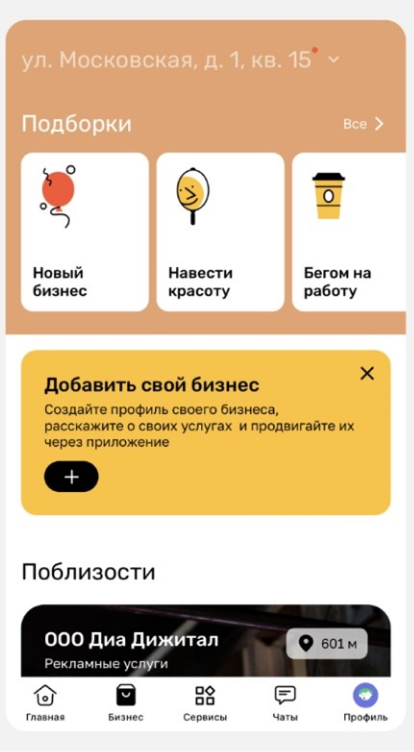 ул. Московская, д. 1, кв. 15
Подборки
Все
Новый
бизнес
Навести
красоту
Бегом на
работу
Добавить свой бизнес
Создайте профиль своего бизнеса,
расскажите о своих услугах и продвигайте их
через приложение
Поблизости
ООО Диа Дижитал
601 м
Рекламные услуги
Главная
Бизнес
Сервисы
Чаты
Профиль